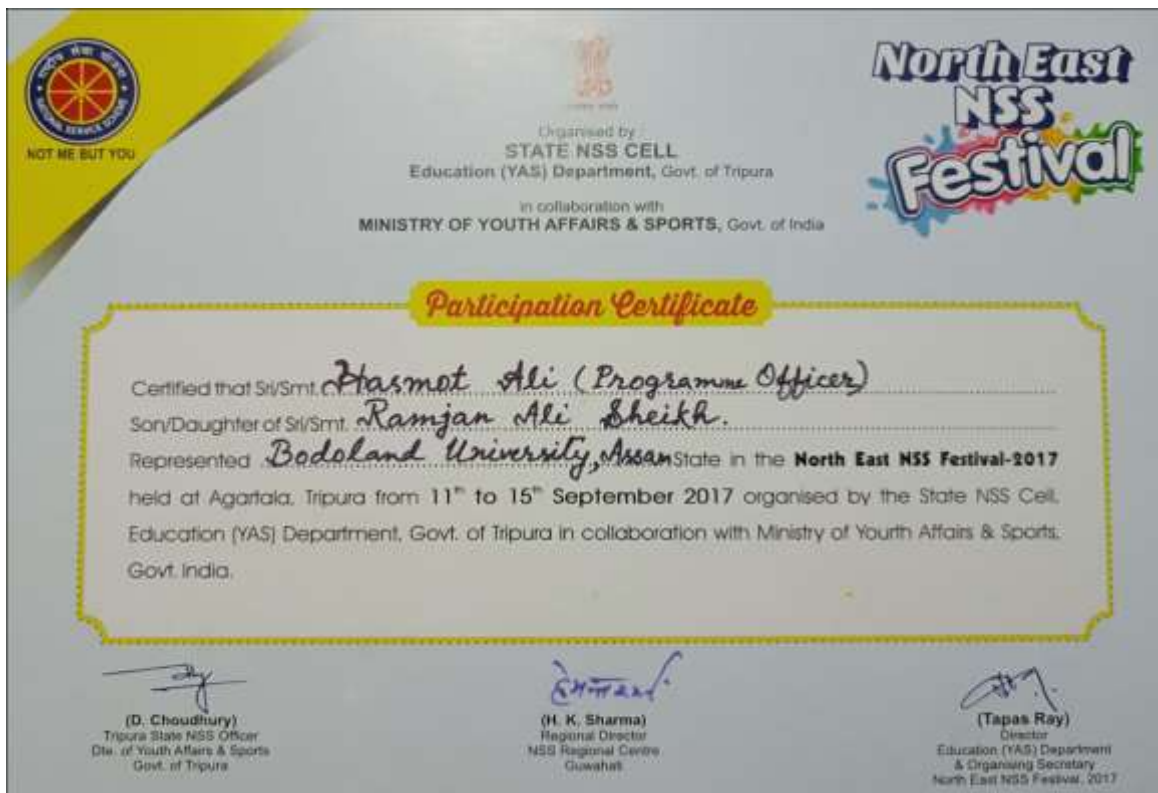 राष्ट्रीय सेवा योजना
NATIONAL SERVICE SCHEME
NOT ME BUT YOU
Organised by
STATE NSS CELL
Education (YAS) Department, Govt. of Tripura
in collaboration with
MINISTRY OF YOUTH AFFAIRS & SPORTS, Govt. of India
North East
NSS
Festival
Participation Certificate
Certified that Sri/Smt. Hasmot Ali (Programme Officer)
Son/Daughter of Sri/Smt. Ramjan Ali Sheikh.
Represented Bodoland University, Assam State in the North East NSS Festival-2017
held at Agartala, Tripura from 11th to 15th September 2017 organised by the State NSS Cell,
Education (YAS) Department, Govt. of Tripura in collaboration with Ministry of Yourth Affairs & Sports,
Govt. India.
(D. Choudhury)
Tripura State NSS Officer
Dte. of Youth Affairs & Sports
Govt. of Tripura
(H. K. Sharma)
Regional Director
NSS Regional Centre
Guwahati
(Tapas Ray)
Director
Education (YAS) Department
& Organising Secretary
North East NSS Festival, 2017